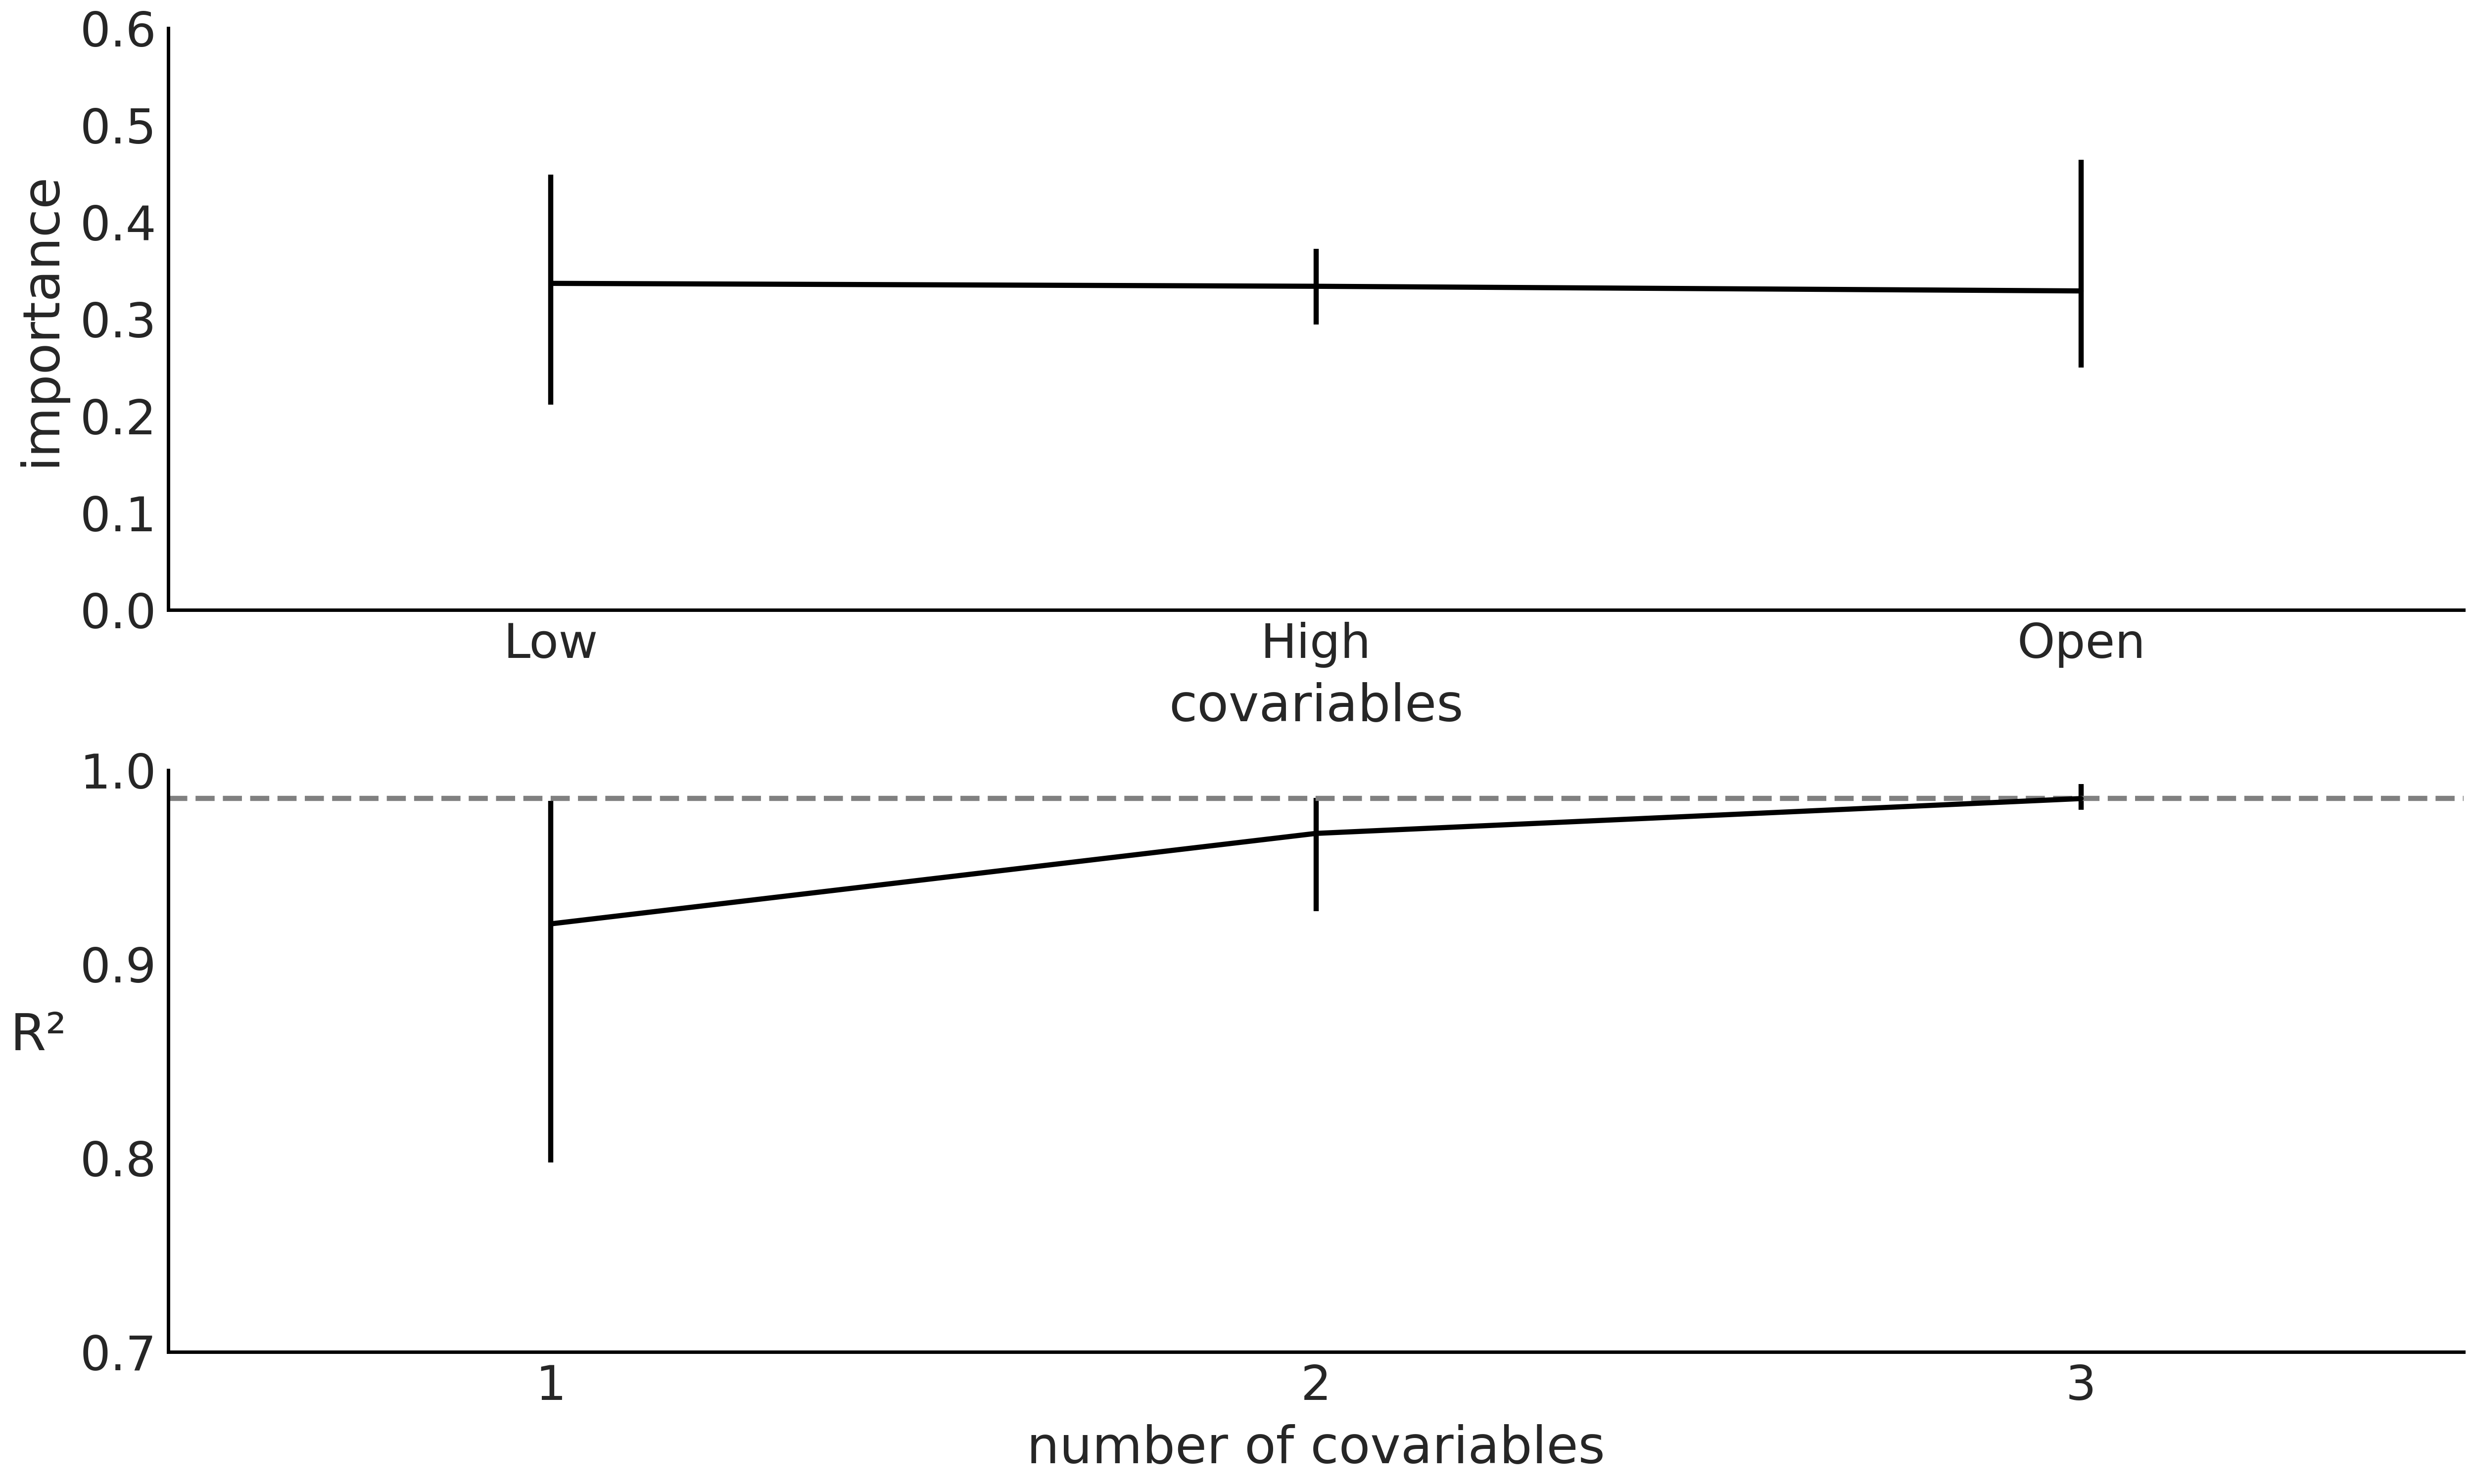 0.6
0.5
0.4
0.3
0.2
0.1
0.0
importance
Low High Open
covariables
1.0
0.9
0.8
0.7
R²
1 2 3
number of covariables